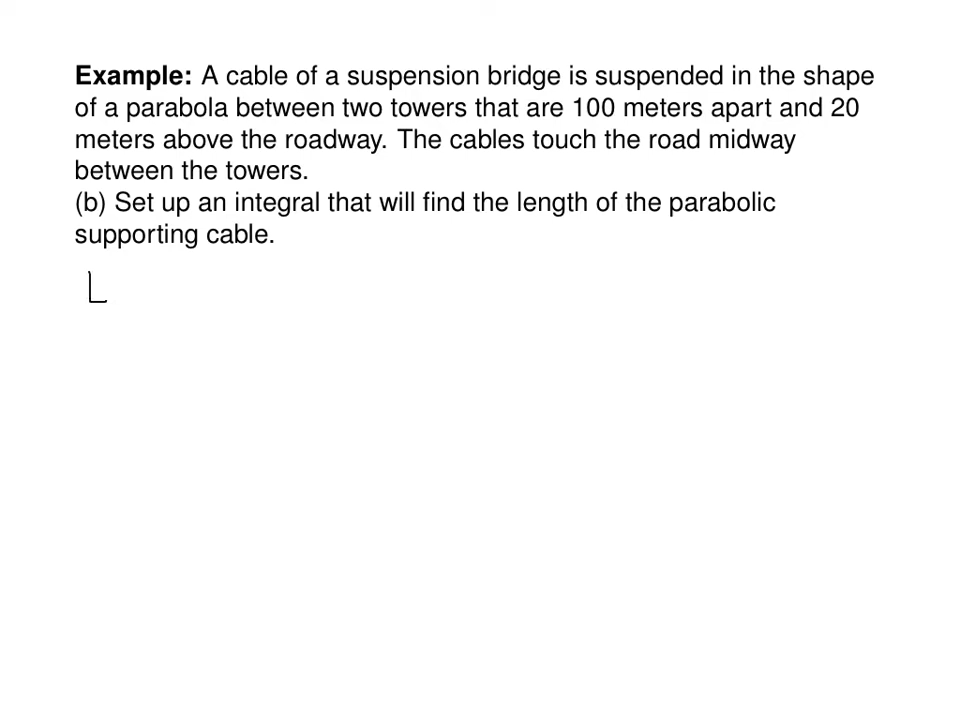 Example: A cable of a suspension bridge is suspended in the shape
of a parabola between two towers that are 100 meters apart and 20
meters above the roadway. The cables touch the road midway
between the towers.
(b) Set up an integral that will find the length of the parabolic
supporting cable.
L